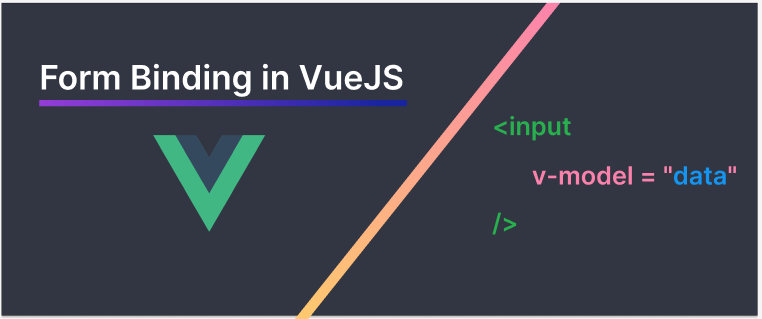 Form Binding in VueJS
<input
v-model = "data"
/>